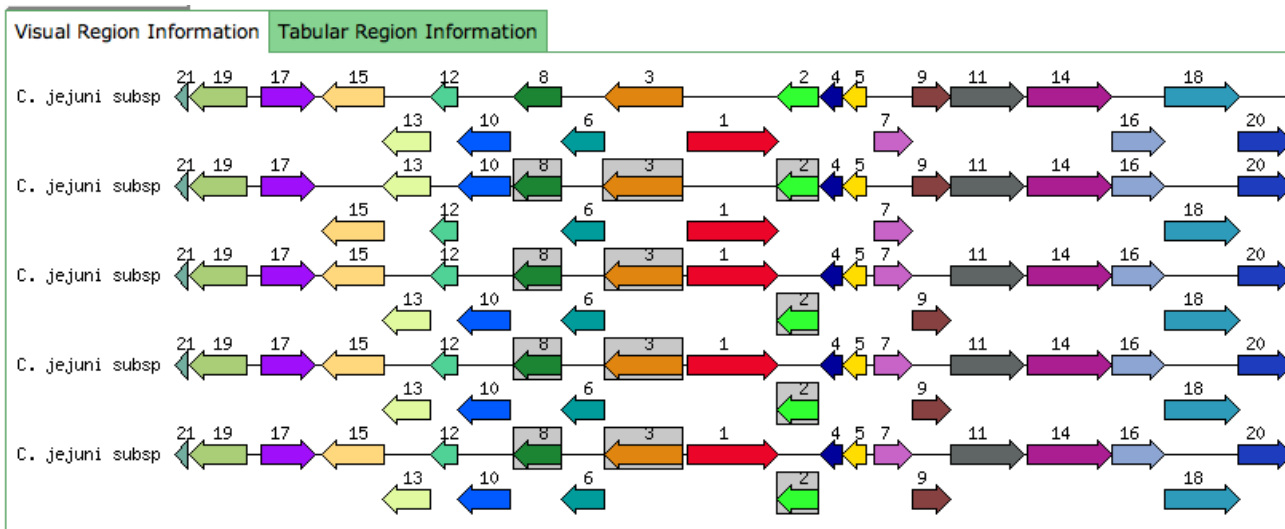 Visual Region Information Tabular Region Information
21 19 17 15 12 8 3 2 4 5 9 11 14 18
C. jejuni subsp
13 10 6 1 7 16 20
21 19 17 13 10 8 3 2 4 5 9 11 14 16 20
C. jejuni subsp
15 12 6 1 7 18
21 19 17 15 12 8 3 1 4 5 7 11 14 16 20
C. jejuni subsp
13 10 6 2 9 18
21 19 17 15 12 8 3 1 4 5 7 11 14 16 20
C. jejuni subsp
13 10 6 2 9 18
21 19 17 15 12 8 3 1 4 5 7 11 14 16 20
C. jejuni subsp
13 10 6 2 9 18